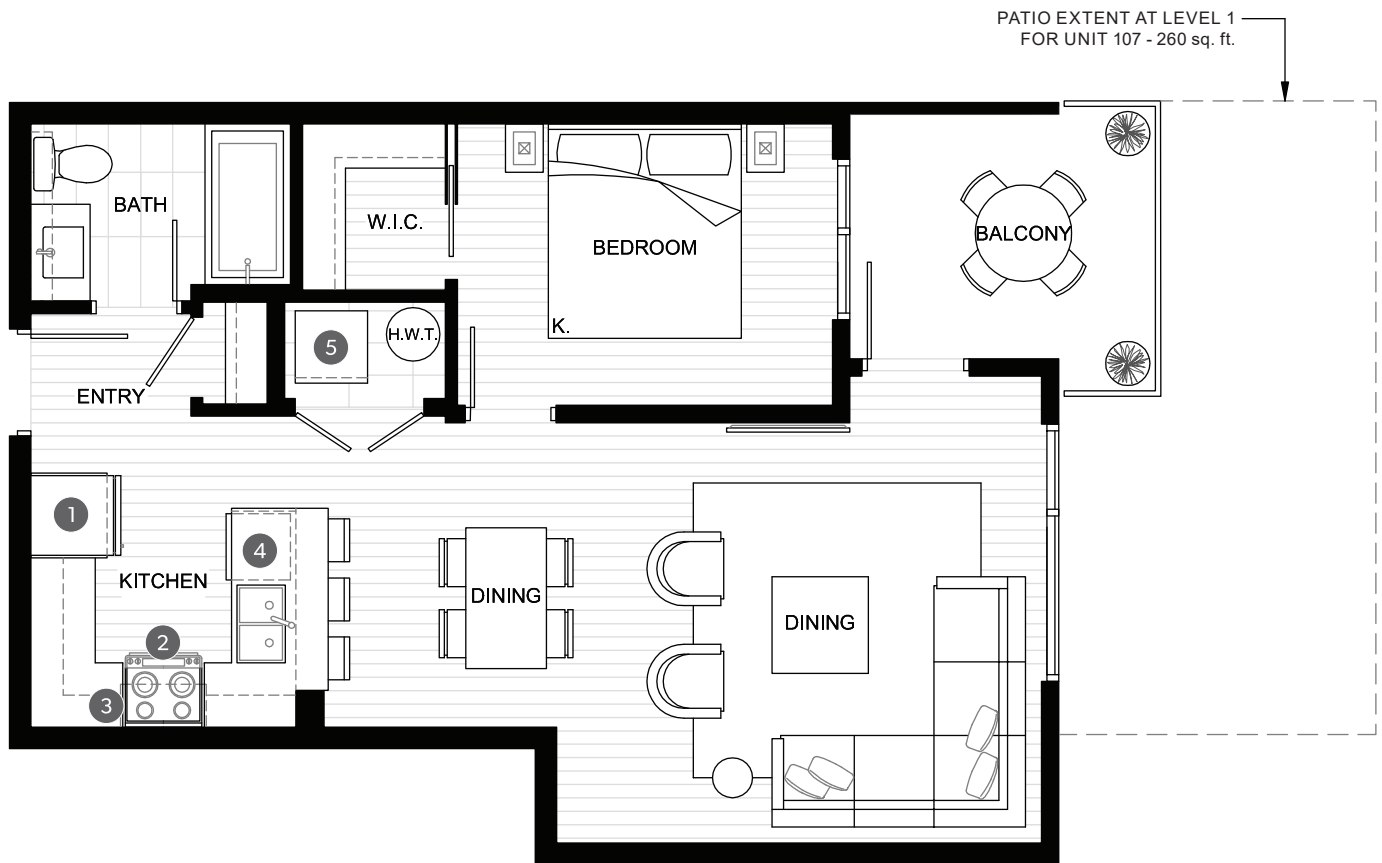 PATIO EXTENT AT LEVEL 1
FOR UNIT 107 - 260 sq. ft.
BATH
W.I.C.
BEDROOM
BALCONY
K.
5
H.W.T.
ENTRY
1
4
KITCHEN
DINING
DINING
2
3